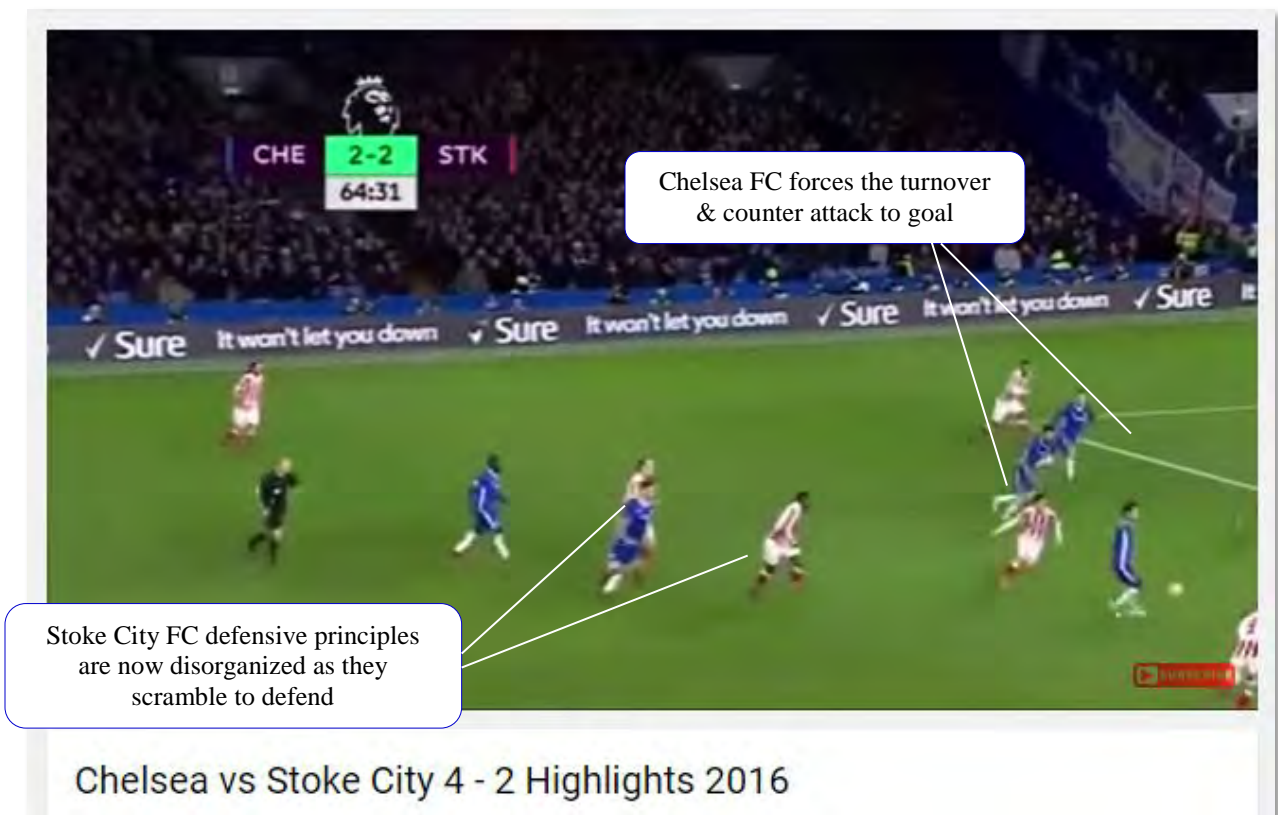 CHE 2-2 STK
64:31
Chelsea FC forces the turnover
& counter attack to goal
✓ Sure It won't let you down ✓ Sure It won't let you down ✓ Sure It won't let you down ✓ Sure It
Stoke City FC defensive principles
are now disorganized as they
scramble to defend
SUBSCRIBE
Chelsea vs Stoke City 4 - 2 Highlights 2016